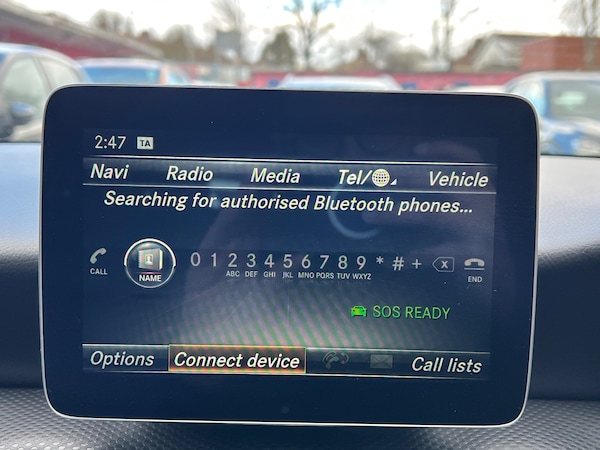 2:47 TA
Navi Radio Media Tel/ Vehicle
Searching for authorised Bluetooth phones...
0 1 2 3 4 5 6 7 8 9 * # + X
ABC DEF GHI JKL MNO PQRS TUV WXYZ
CALL NAME END
SOS READY
Options Connect device Call lists